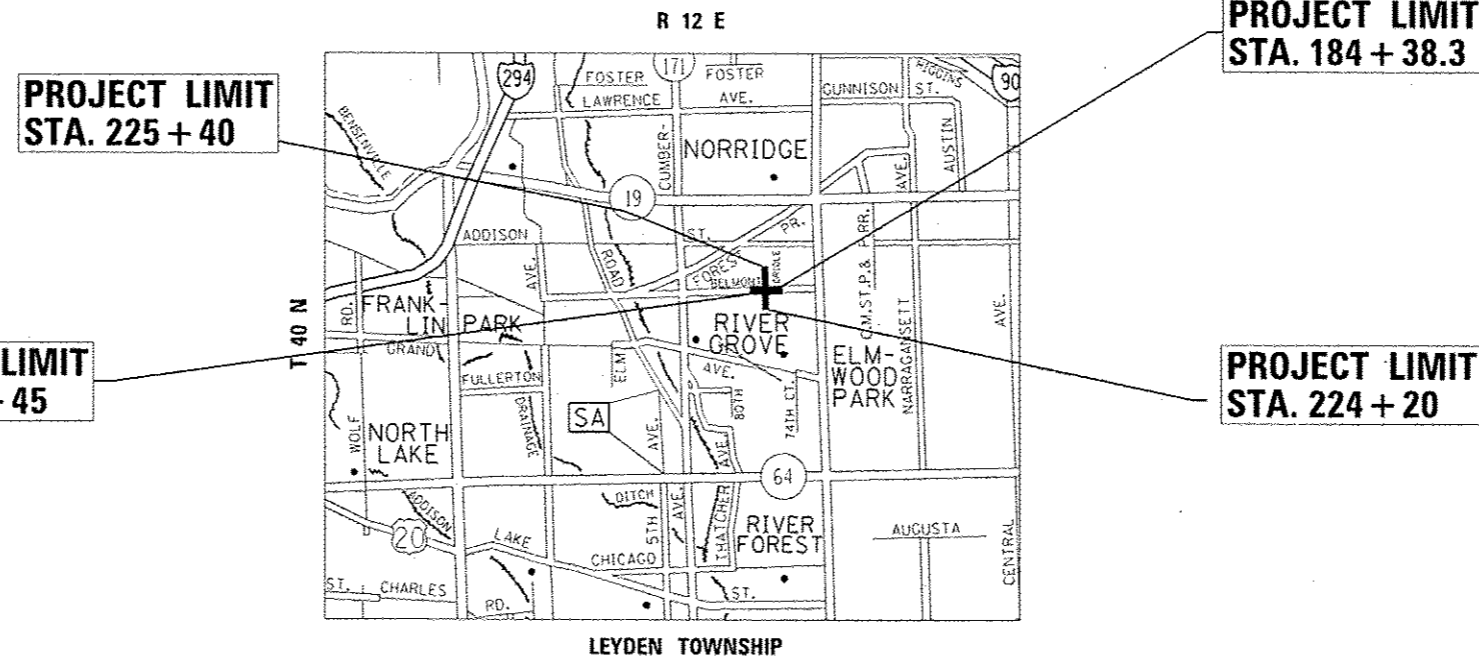 R 12 E
PROJECT LIMIT
STA. 184 + 38.3
PROJECT LIMIT
STA. 225 + 40
294
171
FOSTER
FOSTER
LAWRENCE
AVE.
GUNNISON
ST.
HIGGINS
90
BENSENVILLE
CUMBER-
NORRIDGE
AVE.
AUSTIN
19
ADDISON
ST.
PR.
AVE.
ROAD
FOREST
BELMONT
ORIOLE
C.M.ST.P.& P.RR.
T 40 N
RD.
FRANK-
LIN
PARK
RIVER
GROVE
NARRAGANSETT
AVE.
GRAND
AVE.
ELM-
WOOD
PARK
LIMIT
45
FULLERTON
ELM
80TH
74TH CT.
PROJECT LIMIT
STA. 224 + 20
DRAINAGE
SA
AVE.
WOLF
NORTH
LAKE
AVE.
64
ADDISON
DITCH
5TH
AVE.
THATCHER
RIVER
FOREST
AUGUSTA
CENTRAL
20
LAKE
CHICAGO
ST. CHARLES
RD.
ST.
LEYDEN TOWNSHIP